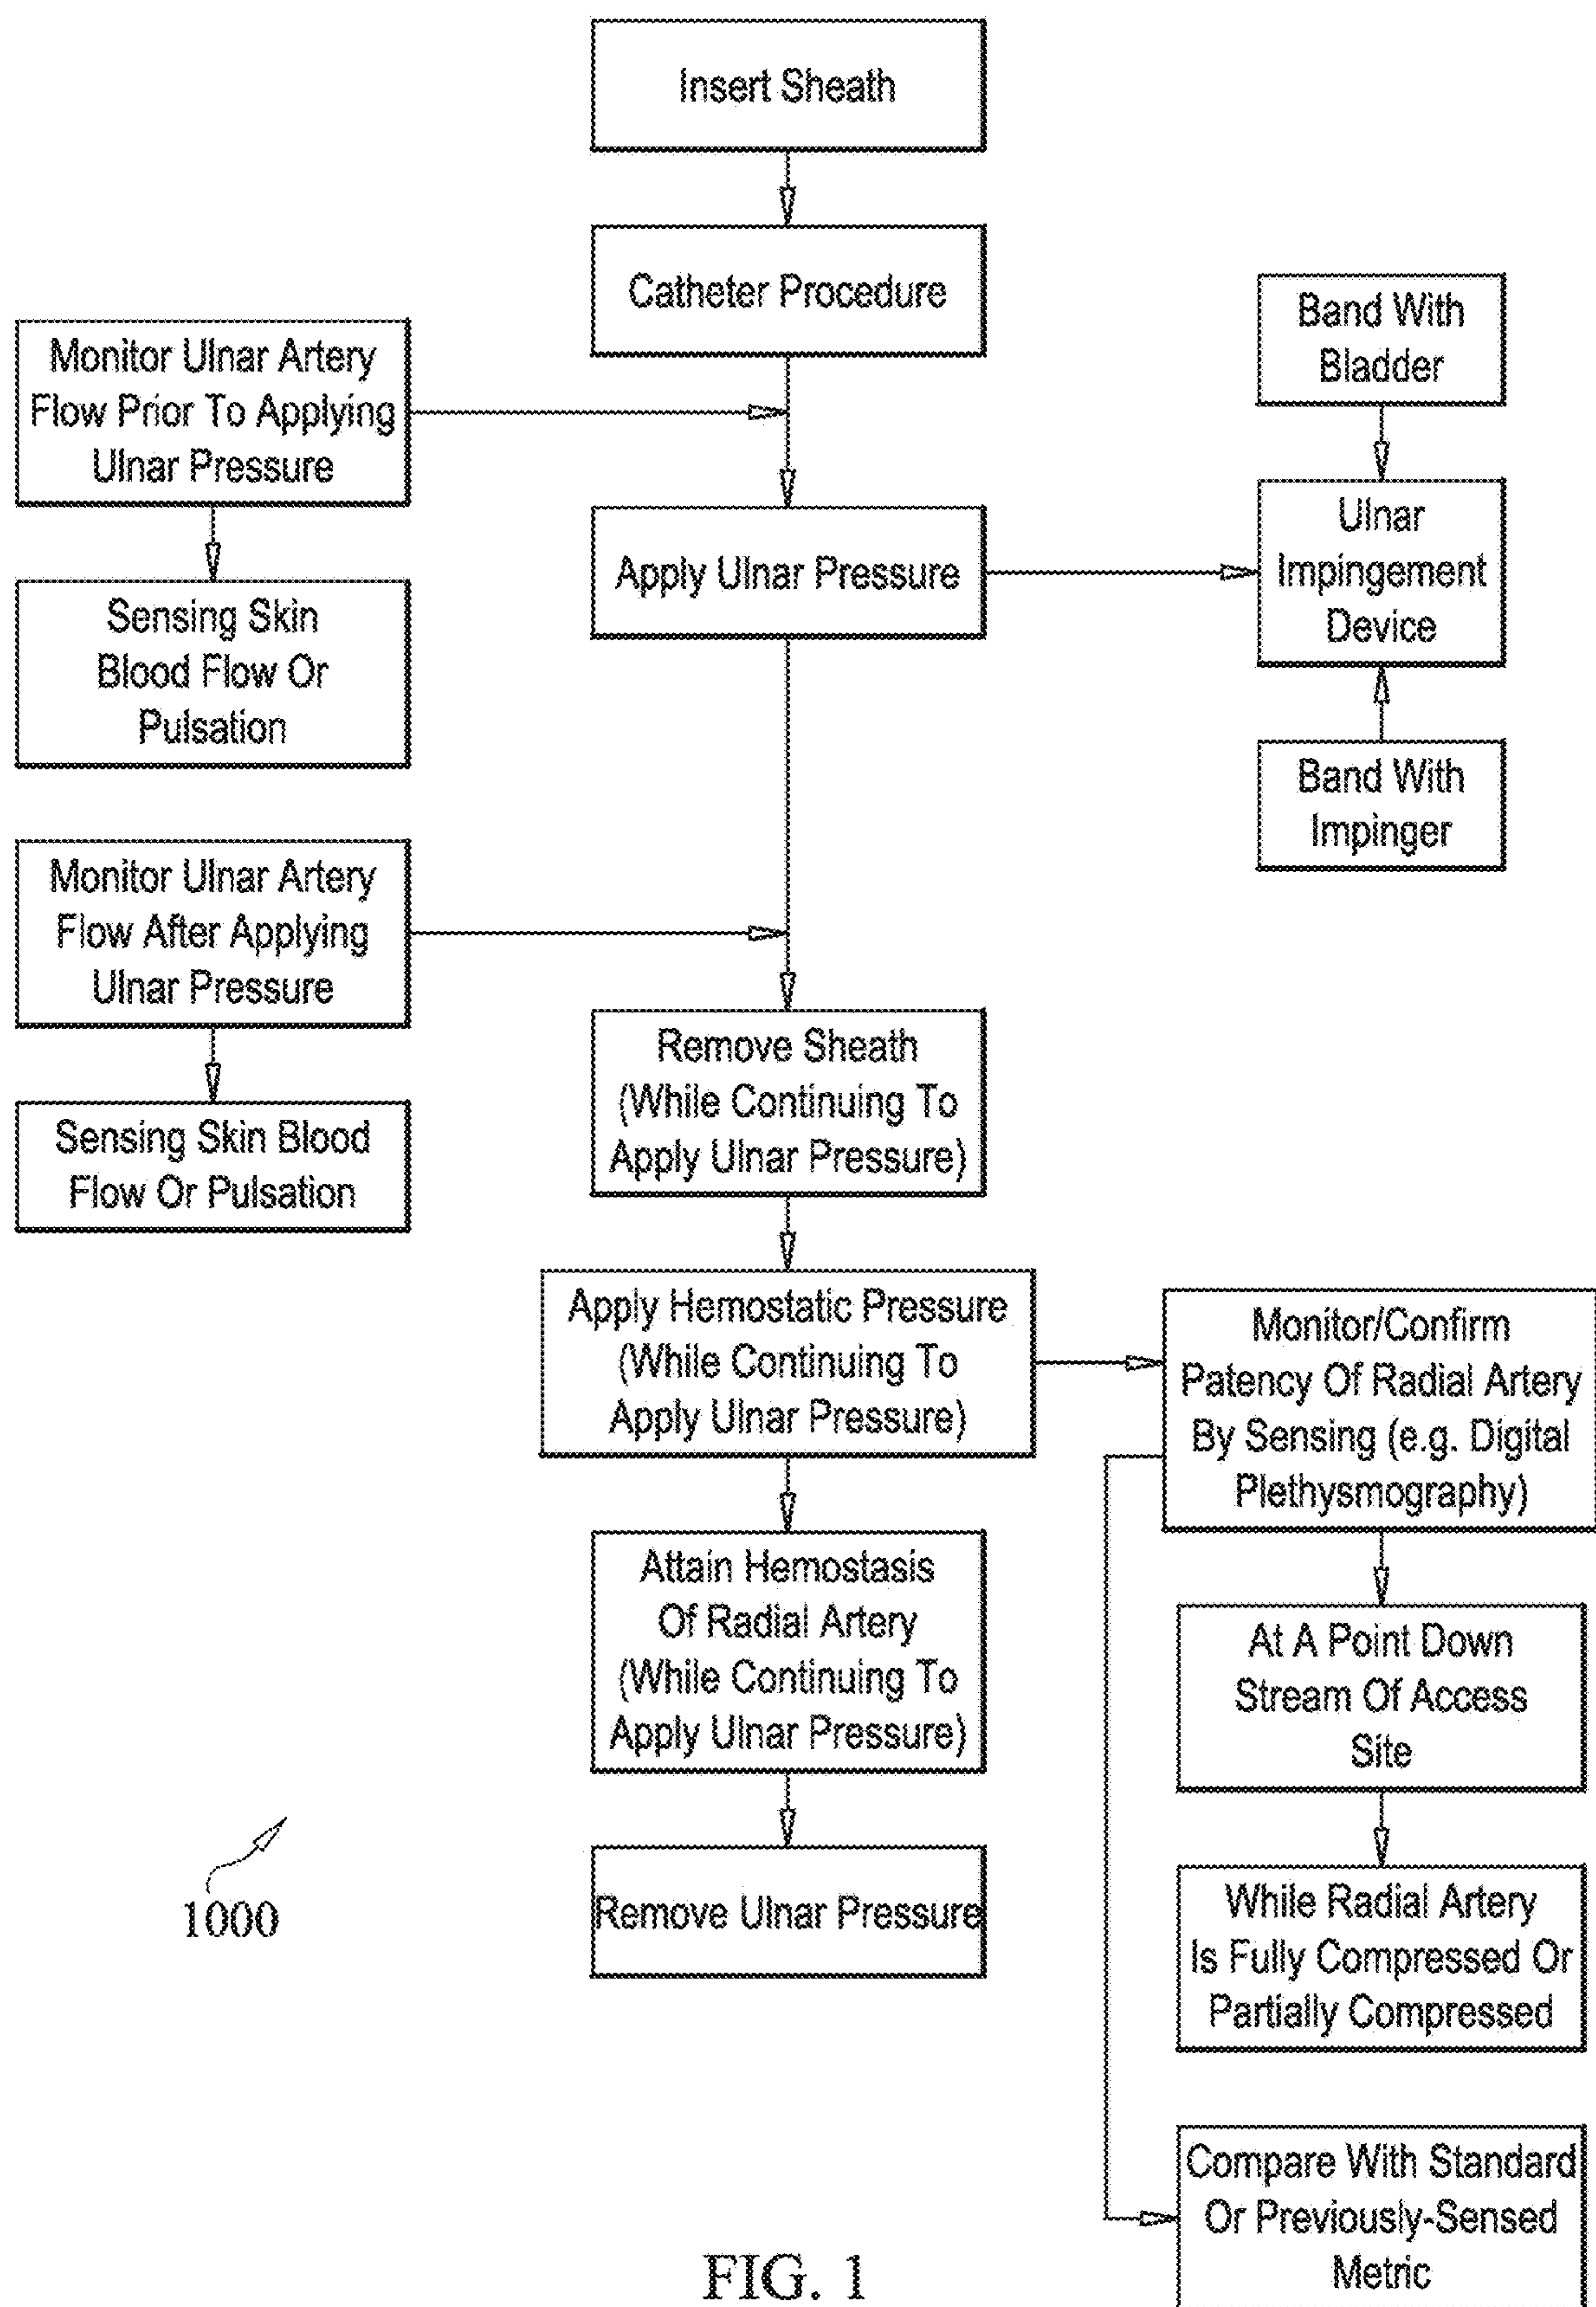 Insert Sheath
Catheter Procedure
Monitor Ulnar Artery
Flow Prior To Applying
Ulnar Pressure
Band With
Bladder
Sensing Skin
Blood Flow Or
Pulsation
Apply Ulnar Pressure
Ulnar
Impingement
Device
Band With
Impinger
Monitor Ulnar Artery
Flow After Applying
Ulnar Pressure
Sensing Skin Blood
Flow Or Pulsation
Remove Sheath
(While Continuing To
Apply Ulnar Pressure)
Apply Hemostatic Pressure
(While Continuing To
Apply Ulnar Pressure)
Monitor/Confirm
Patency Of Radial Artery
By Sensing (e.g. Digital
Plethysmography)
Attain Hemostasis
Of Radial Artery
(While Continuing To
Apply Ulnar Pressure)
At A Point Down
Stream Of Access
Site
Remove Ulnar Pressure
While Radial Artery
Is Fully Compressed Or
Partially Compressed
1000
Compare With Standard
Or Previously-Sensed
Metric
FIG. 1